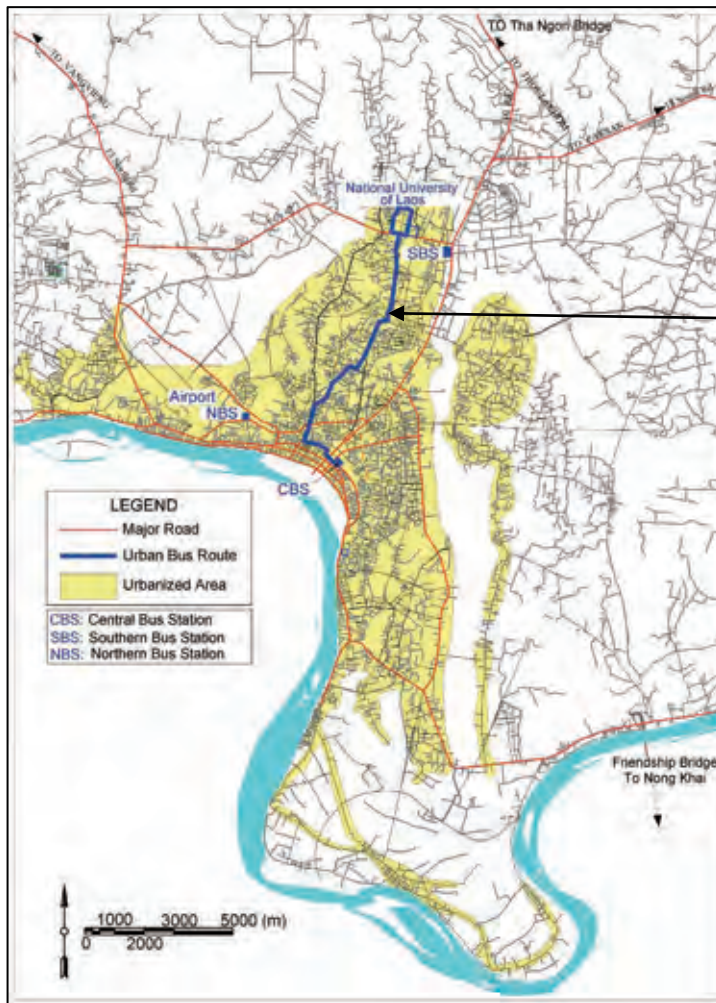 TO Tha Ngon Bridge
TO VANGVIENG
National University
of Laos
SBS
Airport
NBS
CBS
LEGEND
Major Road
Urban Bus Route
Urbanized Area
CBS: Central Bus Station
SBS: Southern Bus Station
NBS: Northern Bus Station
Friendship Bridge
To Nong Khai
1000 3000 5000 (m)
0 2000